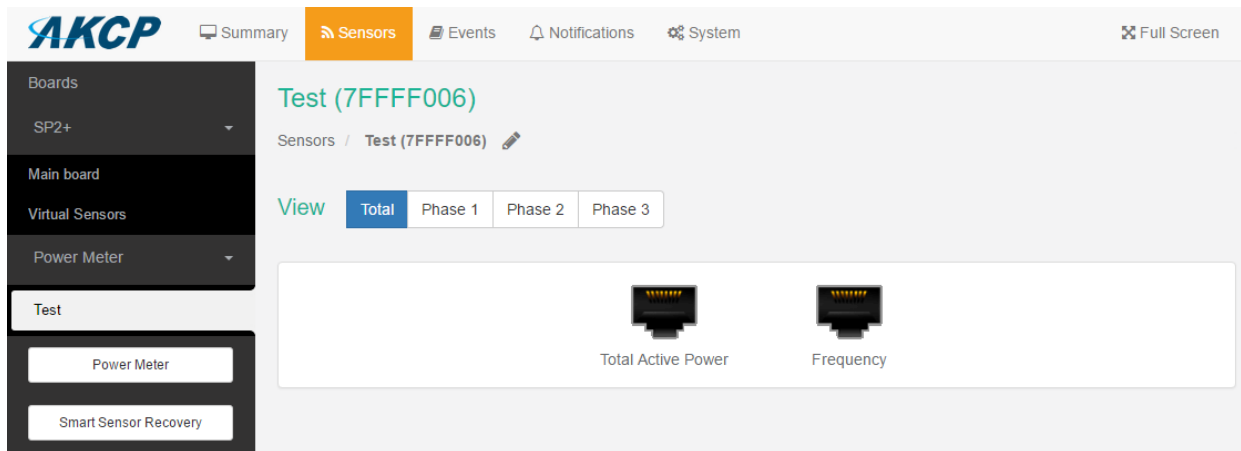 AKCP
Summary
Sensors
Events
Notifications
System
Full Screen
Boards
SP2+
Main board
Virtual Sensors
Power Meter
Test
Power Meter
Smart Sensor Recovery
Test (7FFFF006)
Sensors / Test (7FFFF006)
View
Total
Phase 1
Phase 2
Phase 3
Total Active Power
Frequency